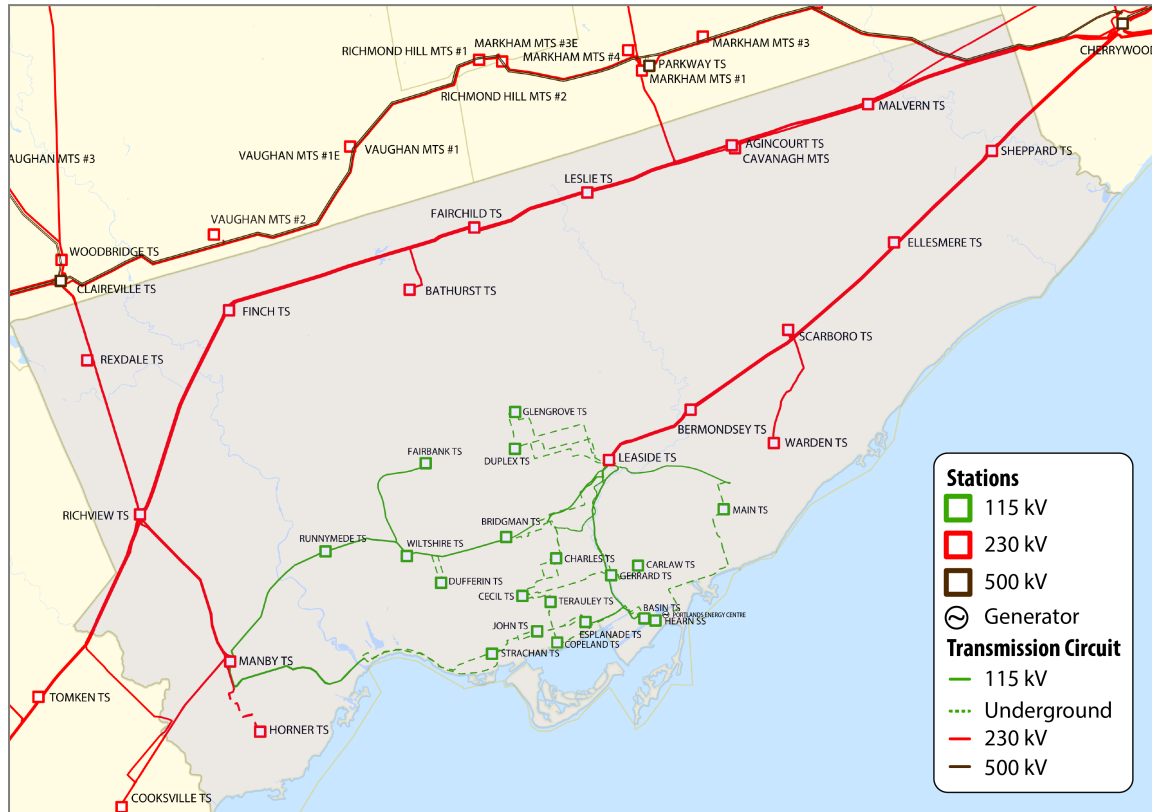 RICHMOND HILL MTS #1
MARKHAM MTS #3E
MARKHAM MTS #4
MARKHAM MTS #3
PARKWAY TS
MARKHAM MTS #1
CHERRYWOOD
RICHMOND HILL MTS #2
MALVERN TS
AUGHAN MTS #3
VAUGHAN MTS #1E
VAUGHAN MTS #1
AGINCOURT TS
CAVANAGH MTS
SHEPPARD TS
LESLIE TS
VAUGHAN MTS #2
FAIRCHILD TS
ELLESMERE TS
WOODBRIDGE TS
CLAIREVILLE TS
BATHURST TS
FINCH TS
SCARBORO TS
REXDALE TS
GLENGROVE TS
BERMONDSEY TS
WARDEN TS
FAIRBANK TS
DUPLEX TS
LEASIDE TS
RICHVIEW TS
BRIDGMAN TS
MAIN TS
RUNNYMEDE TS
WILTSHIRE TS
CHARLES TS
CARLAW TS
DUFFERIN TS
GERRARD TS
CECIL TS
TERAULEY TS
BASIN TS
PORTLANDS ENERGY CENTRE
HEARN SS
JOHN TS
ESPLANADE TS
COPELAND TS
STRACHAN TS
MANBY TS
TOMKEN TS
HORNER TS
COOKSVILLE TS
Stations
115 kV
230 kV
500 kV
Generator
Transmission Circuit
115 kV
Underground
230 kV
500 kV